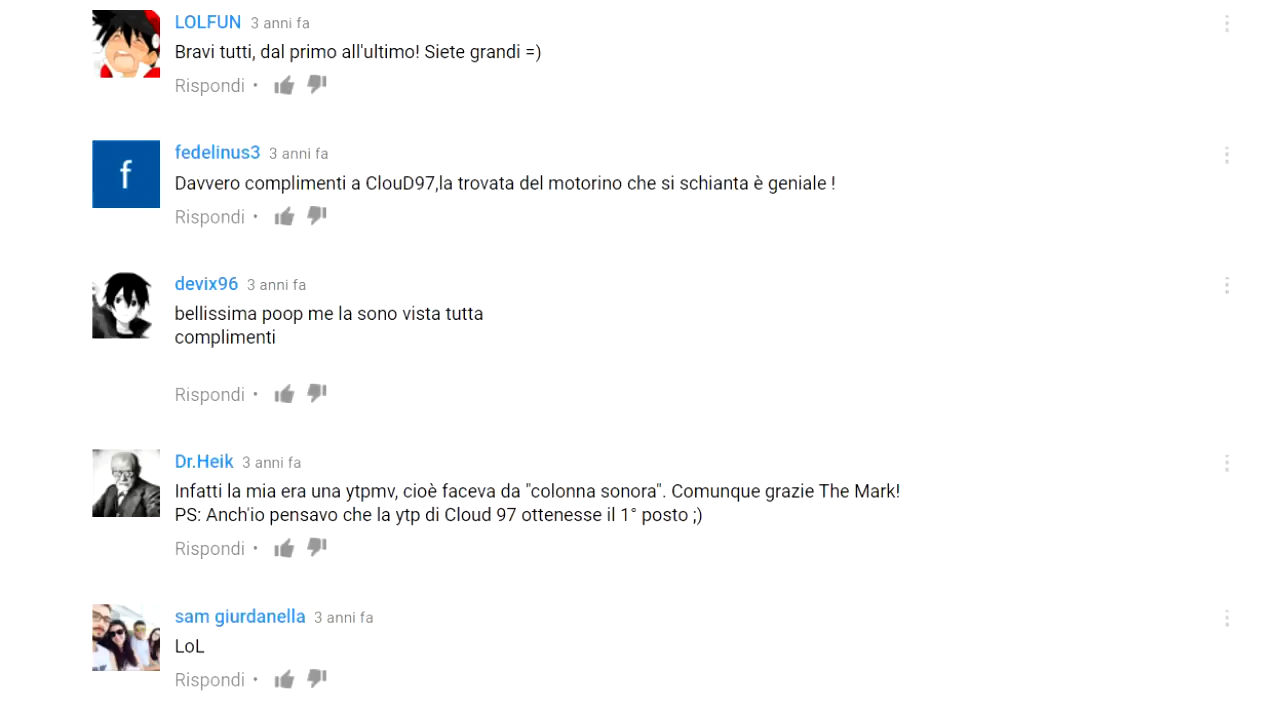 LOLFUN 3 anni fa
Bravi tutti, dal primo all'ultimo! Siete grandi =)
Rispondi •
f
fedelinus3 3 anni fa
Davvero complimenti a ClouD97,la trovata del motorino che si schianta è geniale !
Rispondi •
devix96 3 anni fa
bellissima poop me la sono vista tutta
complimenti
Rispondi •
Dr.Heik 3 anni fa
Infatti la mia era una ytpmv, cioè faceva da "colonna sonora". Comunque grazie The Mark!
PS: Anch'io pensavo che la ytp di Cloud 97 ottenesse il 1° posto ;)
Rispondi •
sam giurdanella 3 anni fa
LoL
Rispondi •